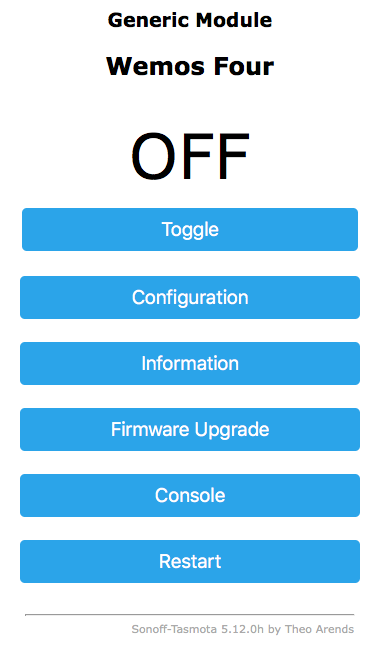 Generic Module
Wemos Four
OFF
Toggle
Configuration
Information
Firmware Upgrade
Console
Restart
Sonoff-Tasmota 5.12.0h by Theo Arends